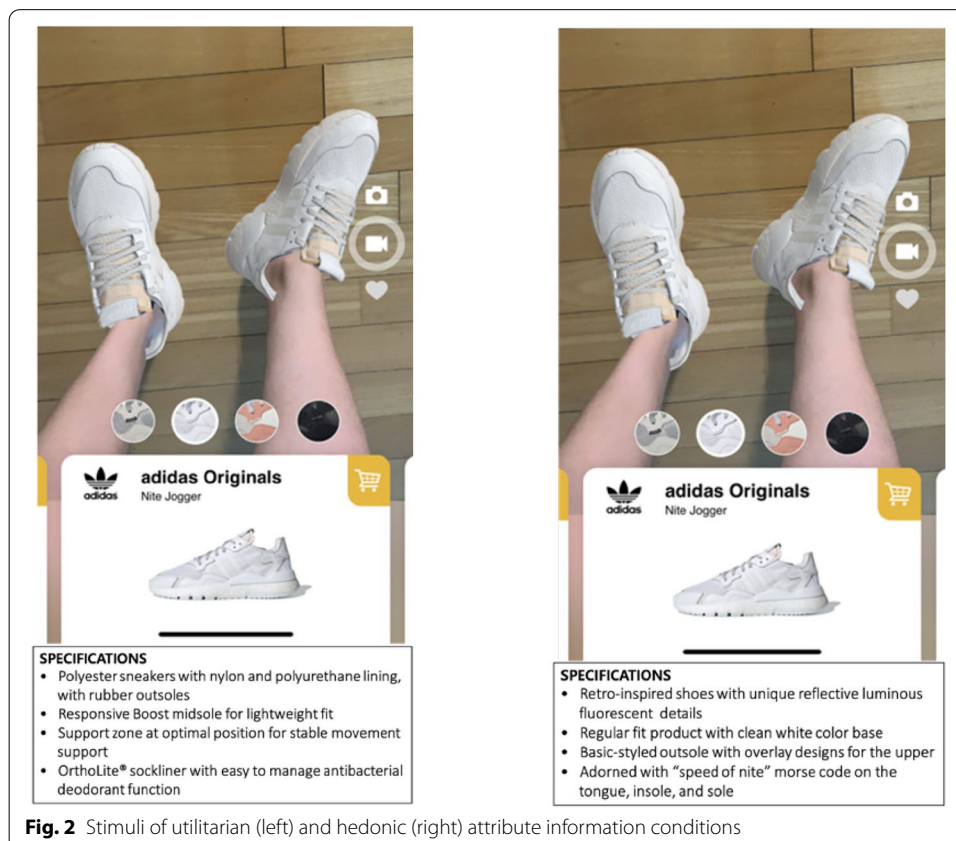 adidas
adidas Originals
Nite Jogger
SPECIFICATIONS
• Polyester sneakers with nylon and polyurethane lining,
with rubber outsoles
• Responsive Boost midsole for lightweight fit
• Support zone at optimal position for stable movement
support
• OrthoLite® sockliner with easy to manage antibacterial
deodorant function
adidas
adidas Originals
Nite Jogger
SPECIFICATIONS
• Retro-inspired shoes with unique reflective luminous
fluorescent details
• Regular fit product with clean white color base
• Basic-styled outsole with overlay designs for the upper
• Adorned with “speed of nite” morse code on the
tongue, insole, and sole
Fig. 2 Stimuli of utilitarian (left) and hedonic (right) attribute information conditions